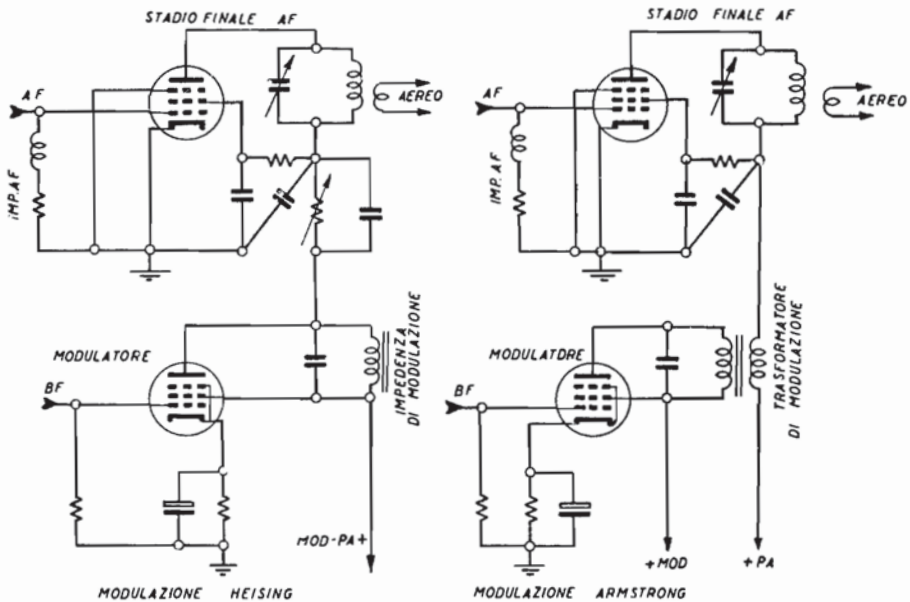 STADIO FINALE AF
AF
IMP. AF
AEREO
MODULATORE
BF
IMPEDENZA
DI MODULAZIONE
MOD-PA+
MODULAZIONE HEISING
STADIO FINALE AF
AF
IMP. AF
AEREO
MODULATORE
BF
TRASFORMATORE
DI MODULAZIONE
+MOD
+PA
MODULAZIONE ARMSTRONG